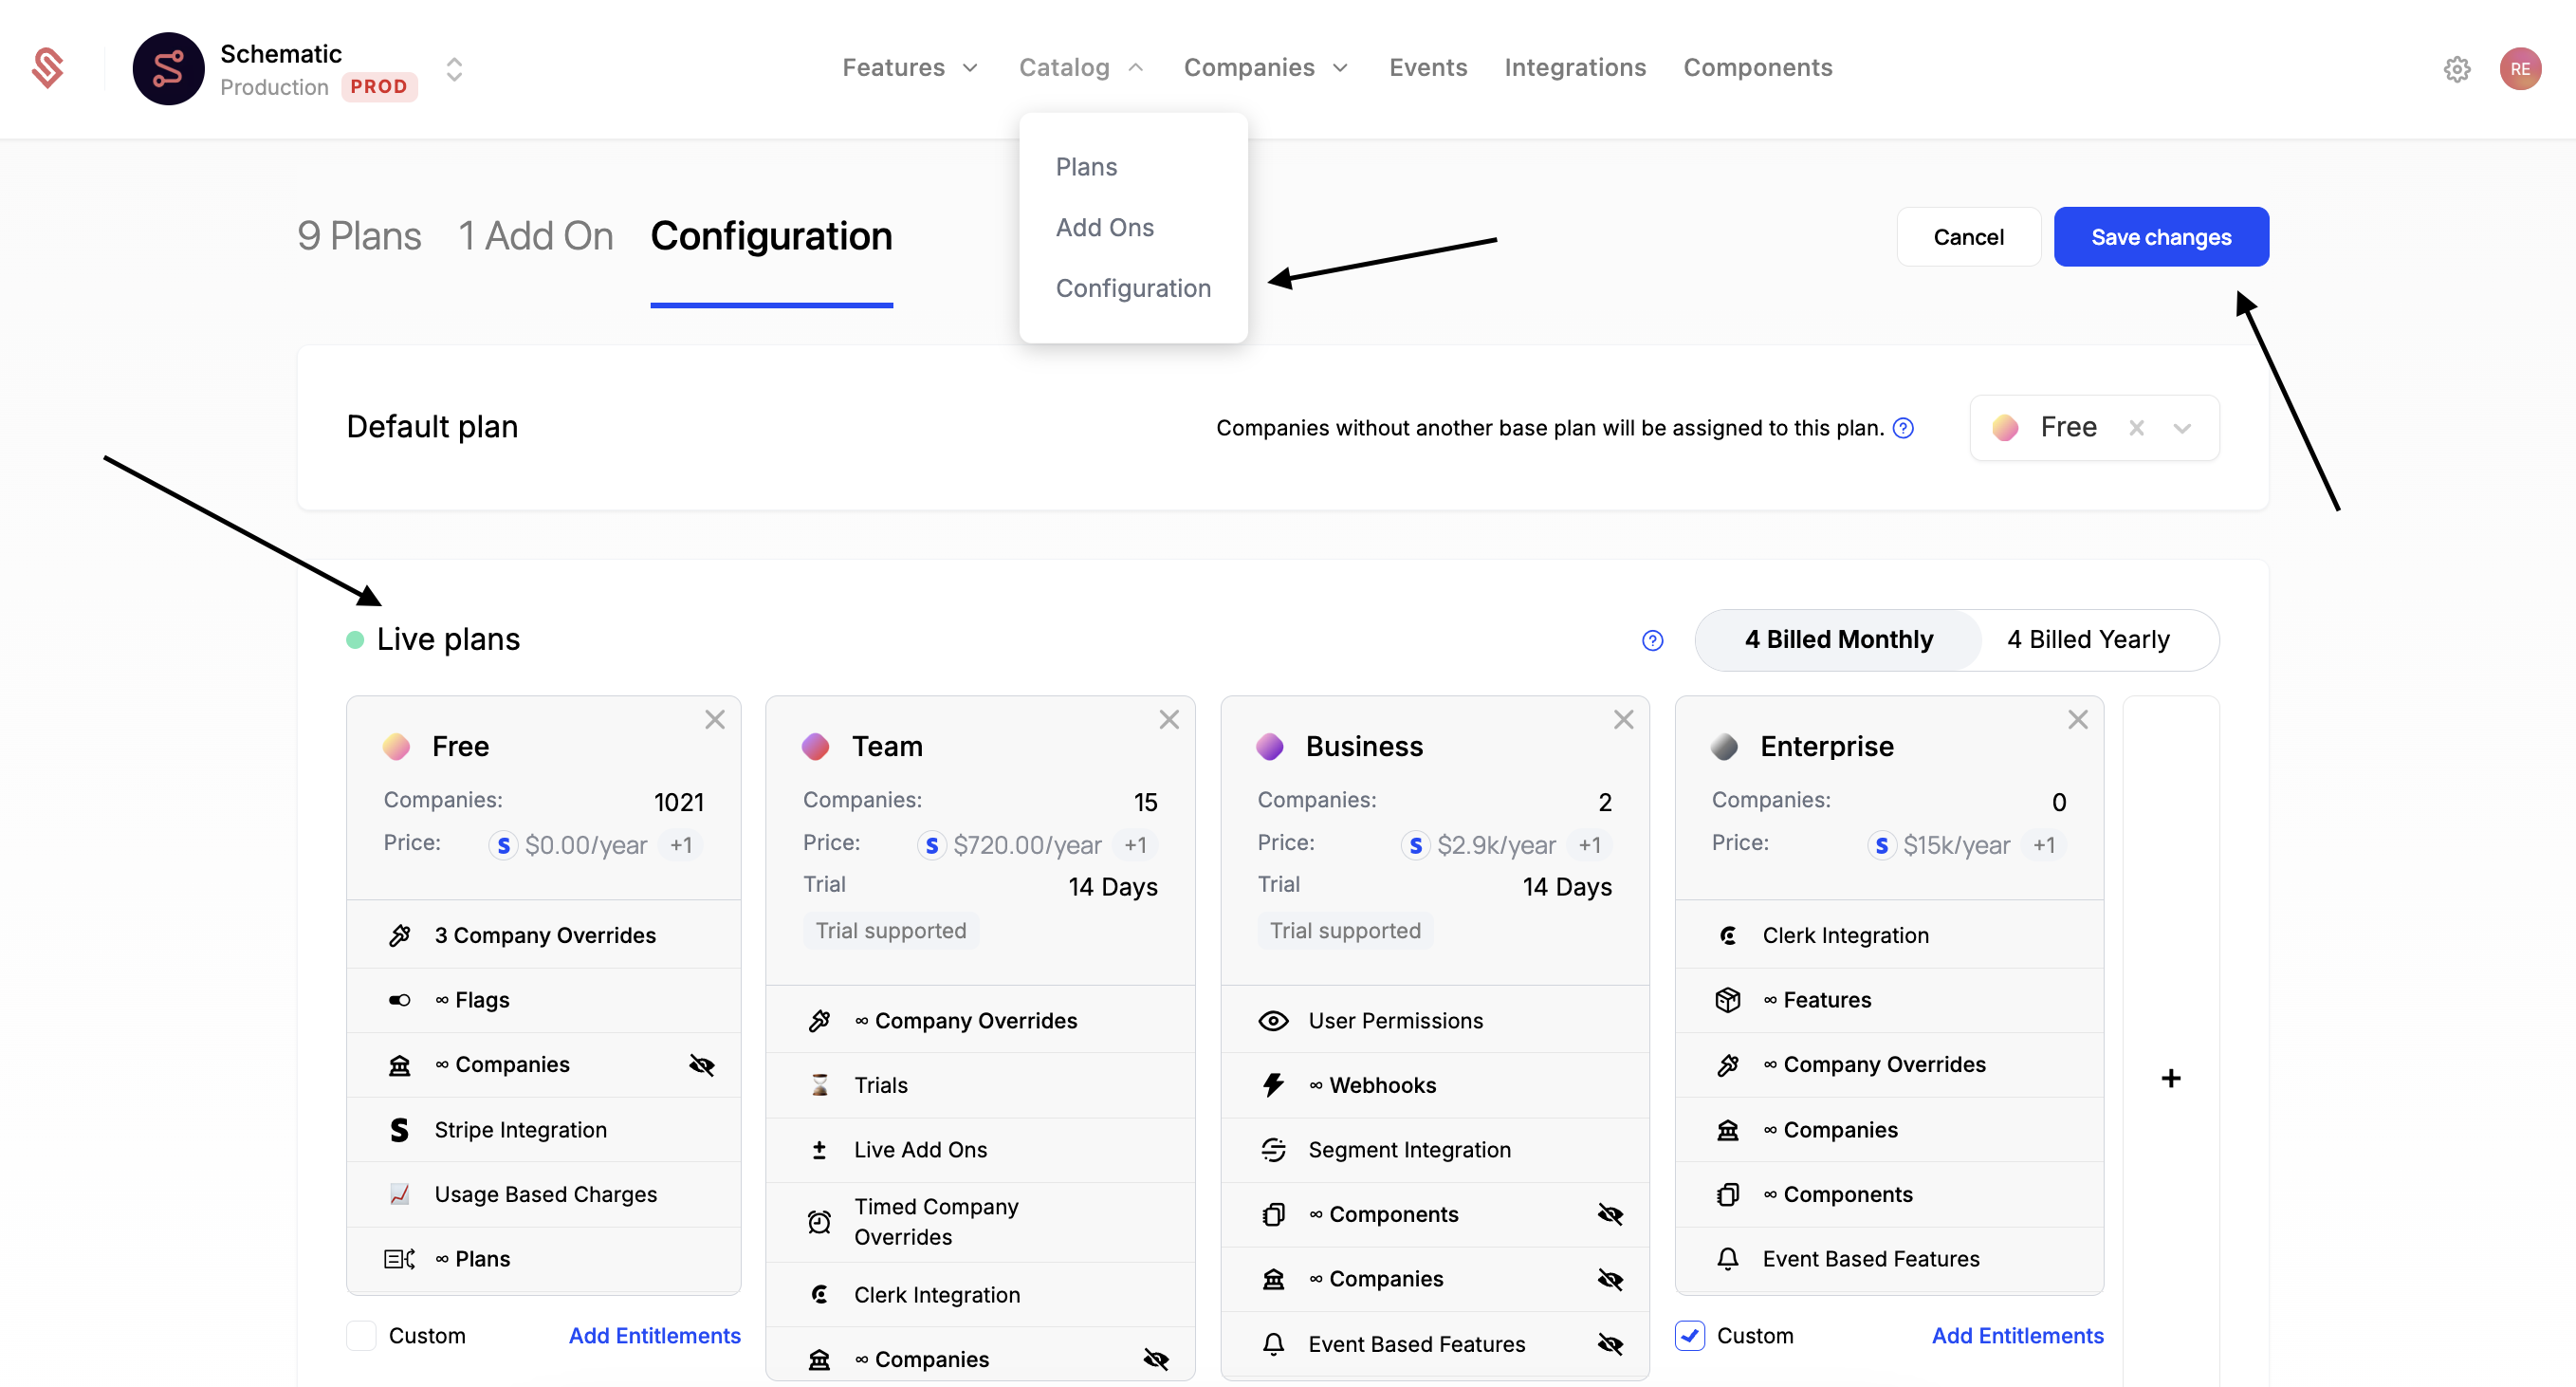 Schematic
Production PROD
Features
Catalog
Companies
Events
Integrations
Components
RE
Plans
Add Ons
Configuration
9 Plans
1 Add On
Configuration
Cancel
Save changes
Default plan
Companies without another base plan will be assigned to this plan.
Free
Live plans
4 Billed Monthly
4 Billed Yearly
Free
Companies: 1021
Price: S $0.00/year +1
3 Company Overrides
∞ Flags
∞ Companies
Stripe Integration
Usage Based Charges
∞ Plans
Custom
Add Entitlements
Team
Companies: 15
Price: S $720.00/year +1
Trial 14 Days
Trial supported
∞ Company Overrides
Trials
Live Add Ons
Timed Company
Overrides
Clerk Integration
∞ Companies
Business
Companies: 2
Price: S $2.9k/year +1
Trial 14 Days
Trial supported
User Permissions
∞ Webhooks
Segment Integration
∞ Components
∞ Companies
Event Based Features
Enterprise
Companies: 0
Price: S $15k/year +1
Clerk Integration
∞ Features
∞ Company Overrides
∞ Companies
∞ Components
Event Based Features
Custom
Add Entitlements
+